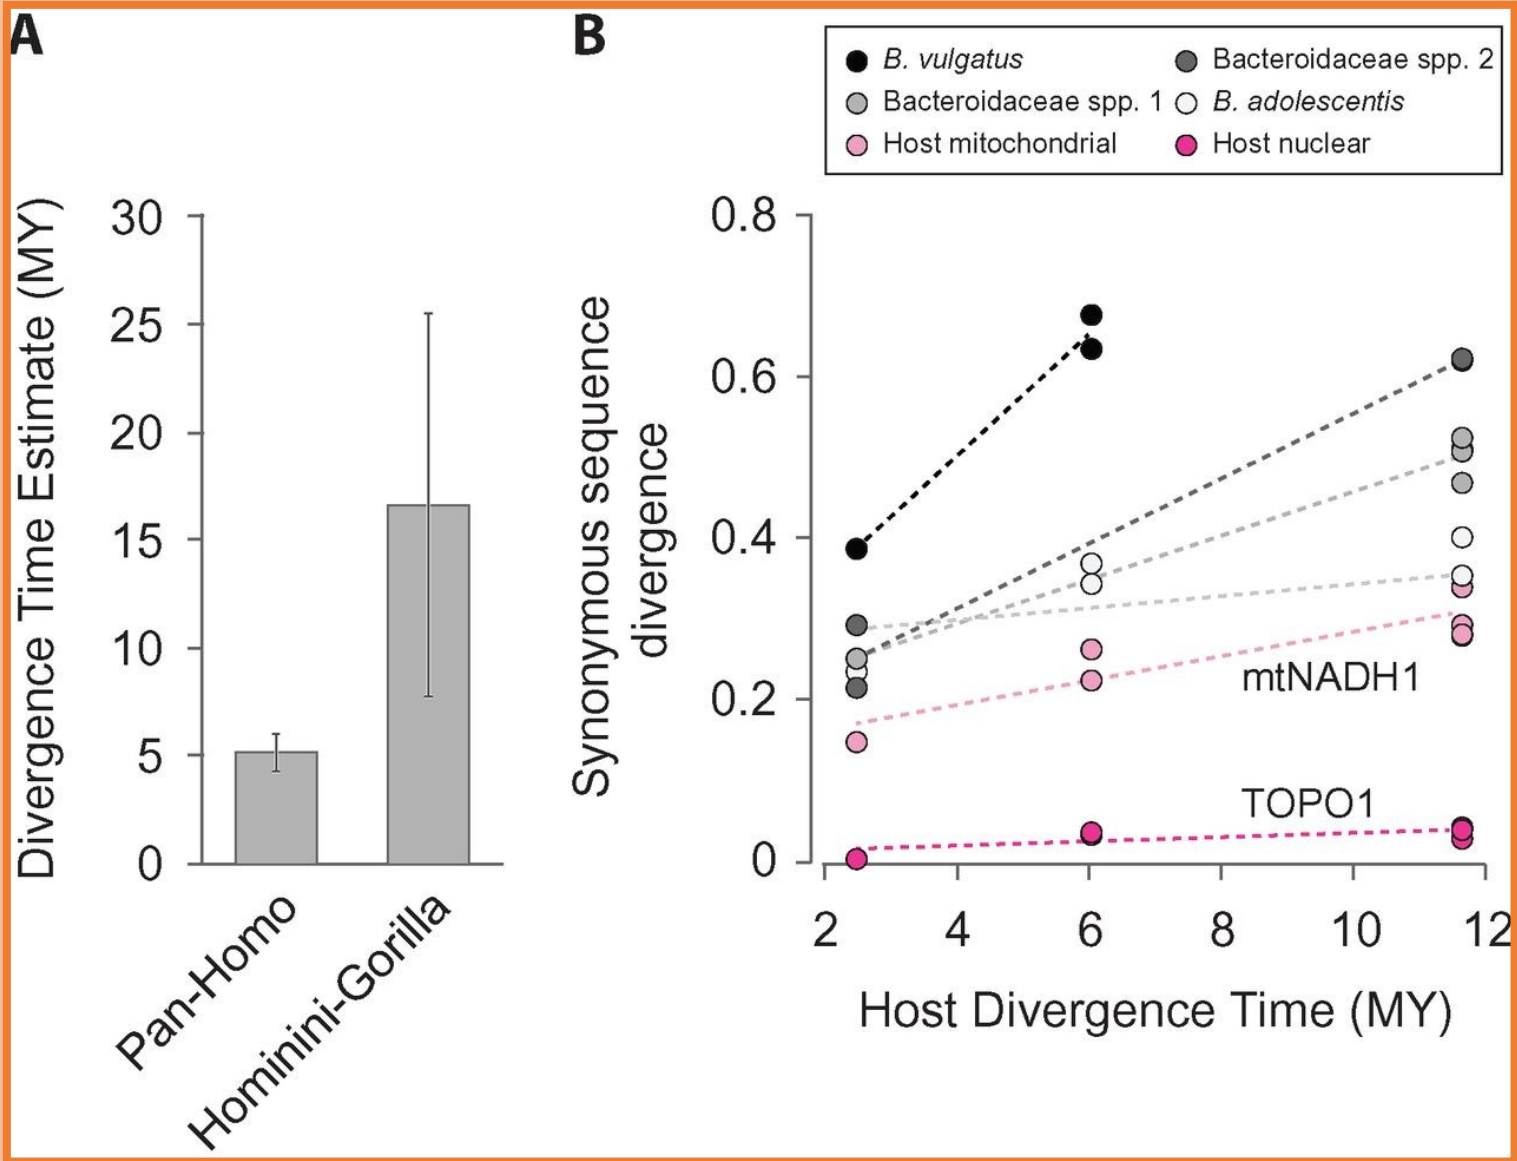 A
B
B. vulgatus
Bacteroidaceae spp. 2
Bacteroidaceae spp. 1
B. adolescentis
Host mitochondrial
Host nuclear
Divergence Time Estimate (MY)
30
25
20
15
10
5
0
Pan-Homo
Hominini-Gorilla
Synonymous sequence
divergence
0.8
0.6
0.4
0.2
0
mtNADH1
TOPO1
2 4 6 8 10 12
Host Divergence Time (MY)